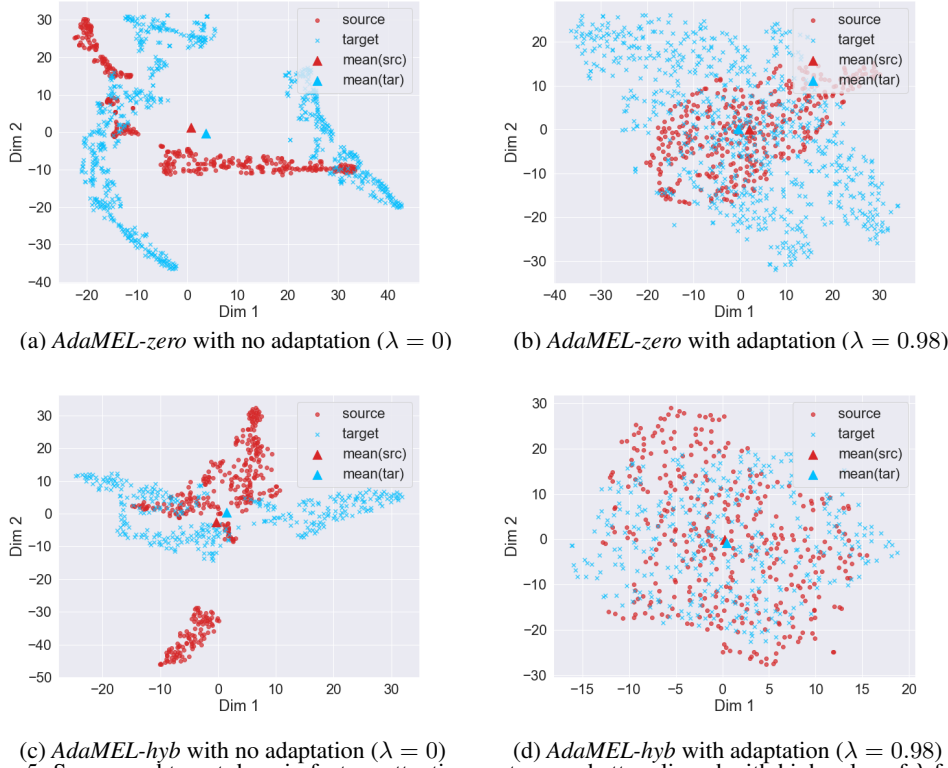 30
20
10
0
−10
−20
−30
−40
Dim 2
−20 −10 0 10 20 30 40
Dim 1
source
target
mean(src)
mean(tar)
(a) AdaMEL-zero with no adaptation (λ = 0)
20
10
0
−10
−20
−30
Dim 2
−40 −30 −20 −10 0 10 20 30
Dim 1
source
target
mean(src)
mean(tar)
(b) AdaMEL-zero with adaptation (λ = 0.98)
30
20
10
0
−10
−20
−30
−40
−50
Dim 2
−20 −10 0 10 20 30
Dim 1
source
target
mean(src)
mean(tar)
(c) AdaMEL-hyb with no adaptation (λ = 0)
30
20
10
0
−10
−20
−30
Dim 2
−15 −10 −5 0 5 10 15 20
Dim 1
source
target
mean(src)
mean(tar)
(d) AdaMEL-hyb with adaptation (λ = 0.98)